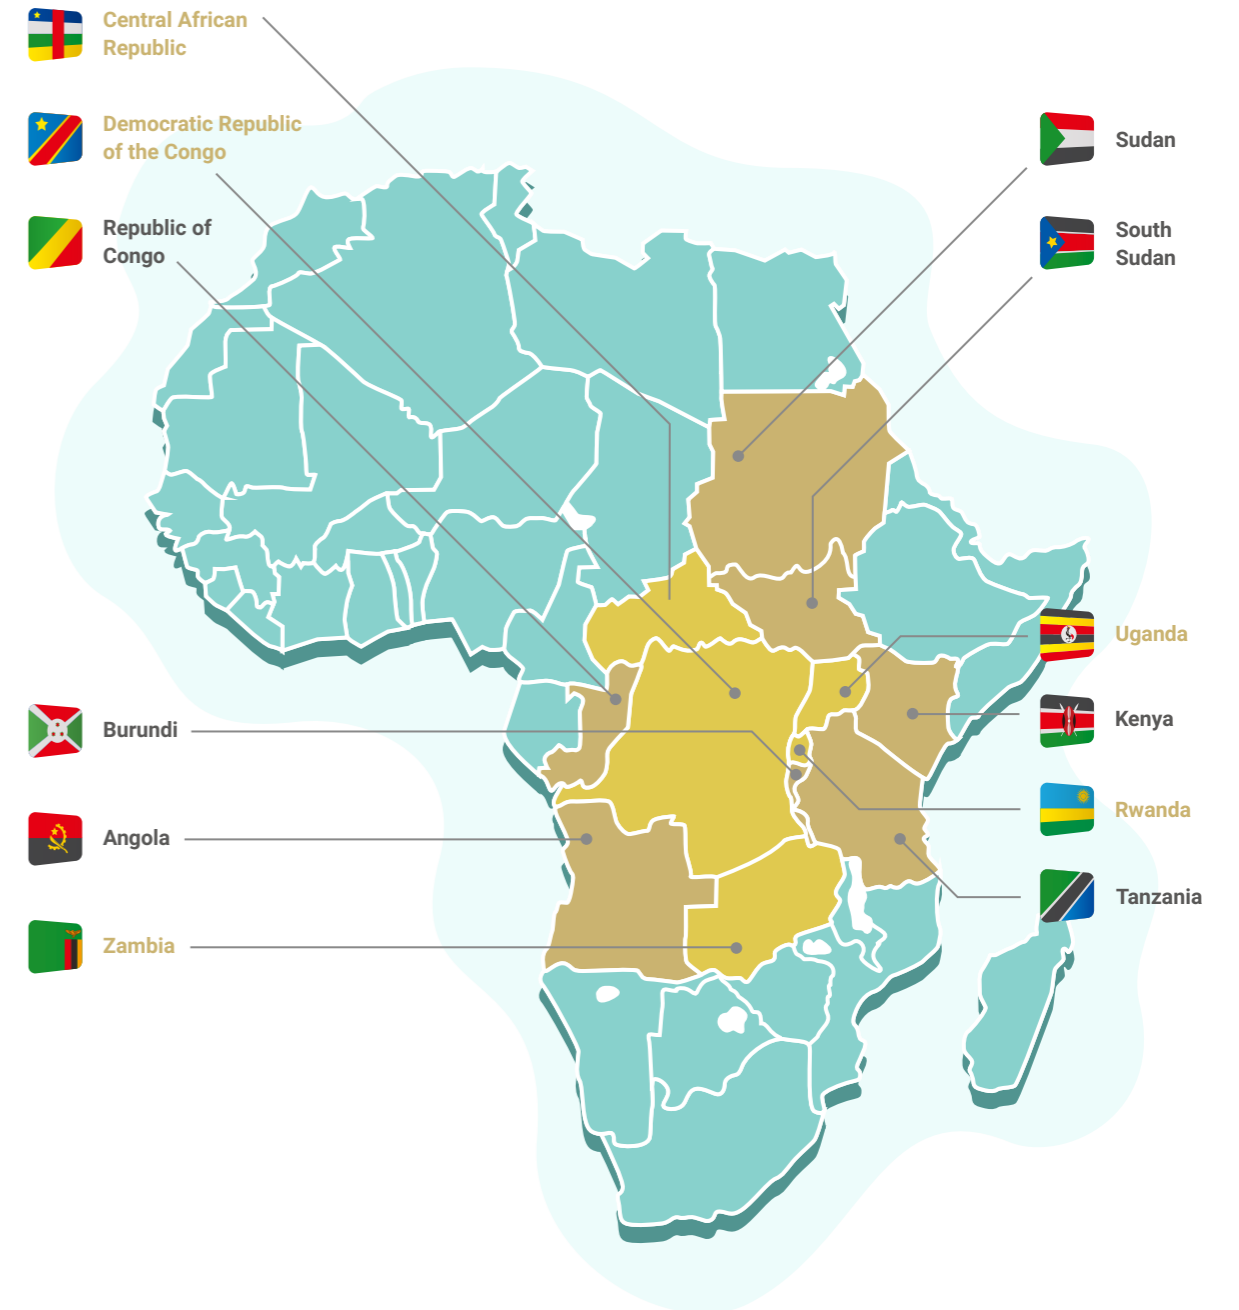 Central African
Republic
Democratic Republic
of the Congo
Republic of
Congo
Burundi
Angola
Zambia
Sudan
South
Sudan
Uganda
Kenya
Rwanda
Tanzania